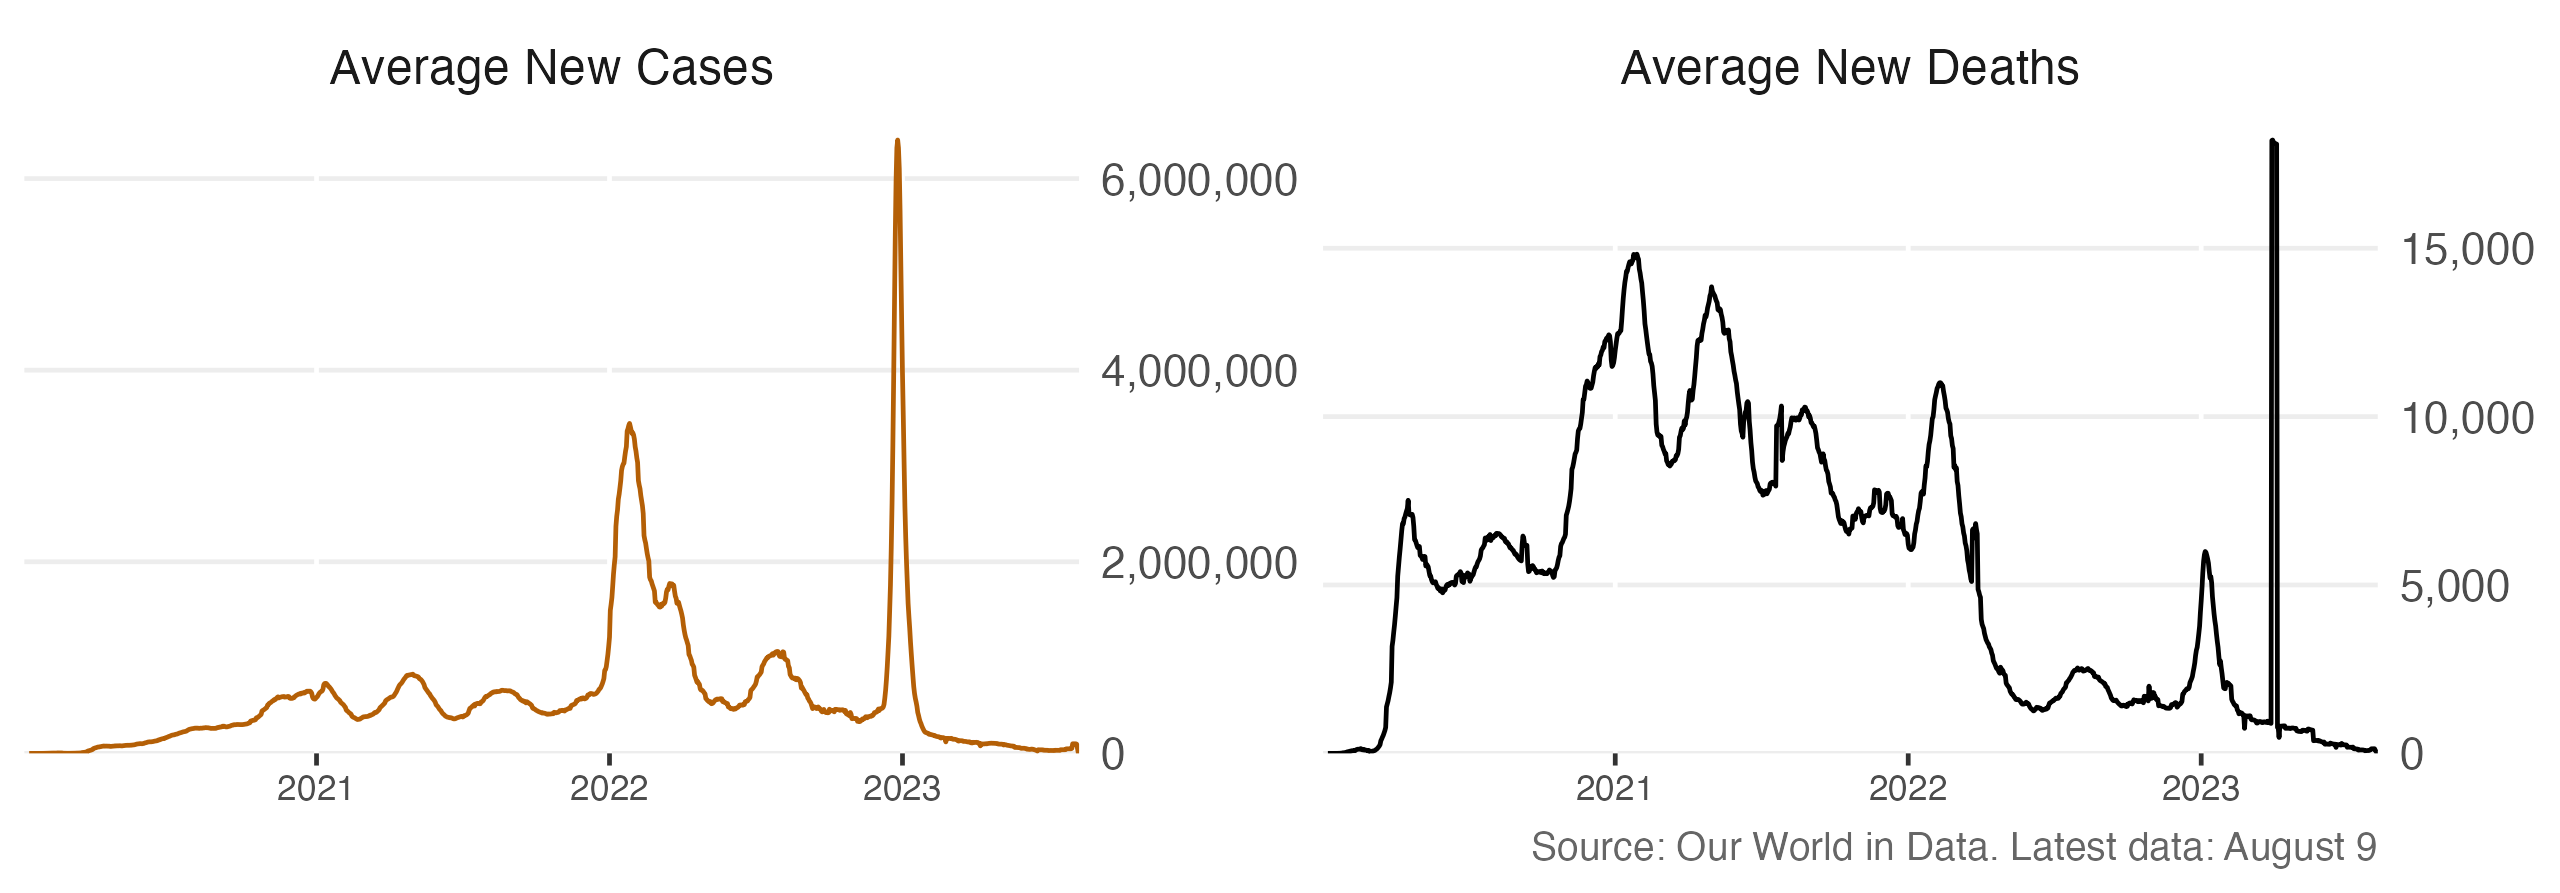 Average New Cases
6,000,000
4,000,000
2,000,000
0
2021 2022 2023
Average New Deaths
15,000
10,000
5,000
0
2021 2022 2023
Source: Our World in Data. Latest data: August 9